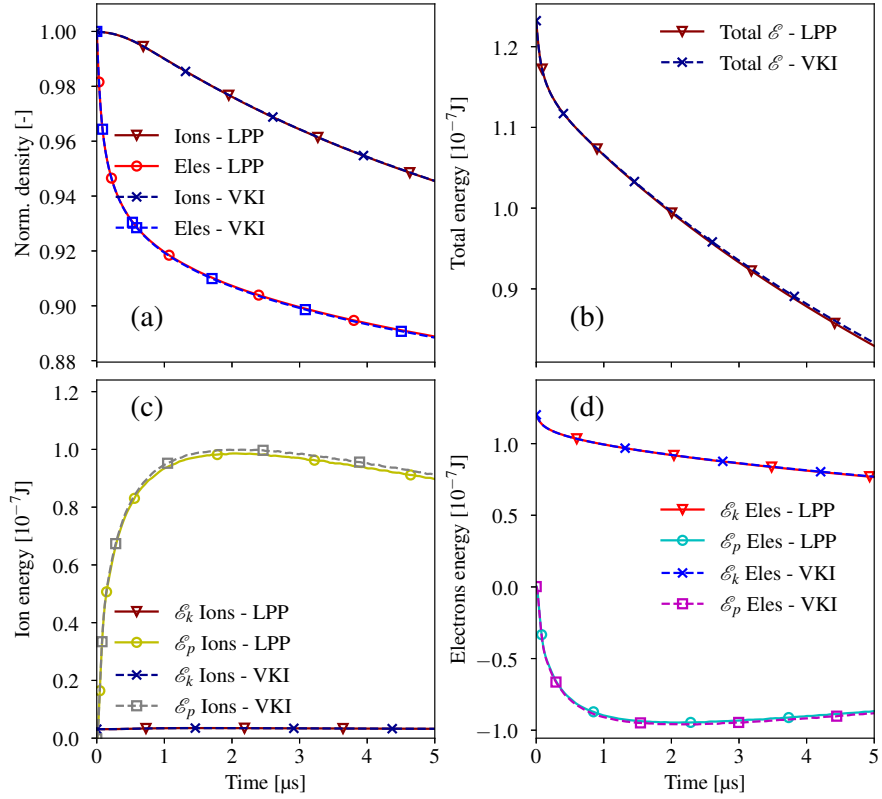 1.00
0.98
0.96
0.94
0.92
0.90
0.88
Norm. density [-]
Ions - LPP
Eles - LPP
Ions - VKI
Eles - VKI
(a)
1.2
1.1
1.0
0.9
Total energy [10⁻⁷J]
Total ℰ - LPP
Total ℰ - VKI
(b)
1.2
1.0
0.8
0.6
0.4
0.2
0.0
Ion energy [10⁻⁷J]
(c)
ℰₖ Ions - LPP
ℰₚ Ions - LPP
ℰₖ Ions - VKI
ℰₚ Ions - VKI
0 1 2 3 4 5
Time [μs]
1.0
0.5
0.0
−0.5
−1.0
Electrons energy [10⁻⁷J]
(d)
ℰₖ Eles - LPP
ℰₚ Eles - LPP
ℰₖ Eles - VKI
ℰₚ Eles - VKI
0 1 2 3 4 5
Time [μs]